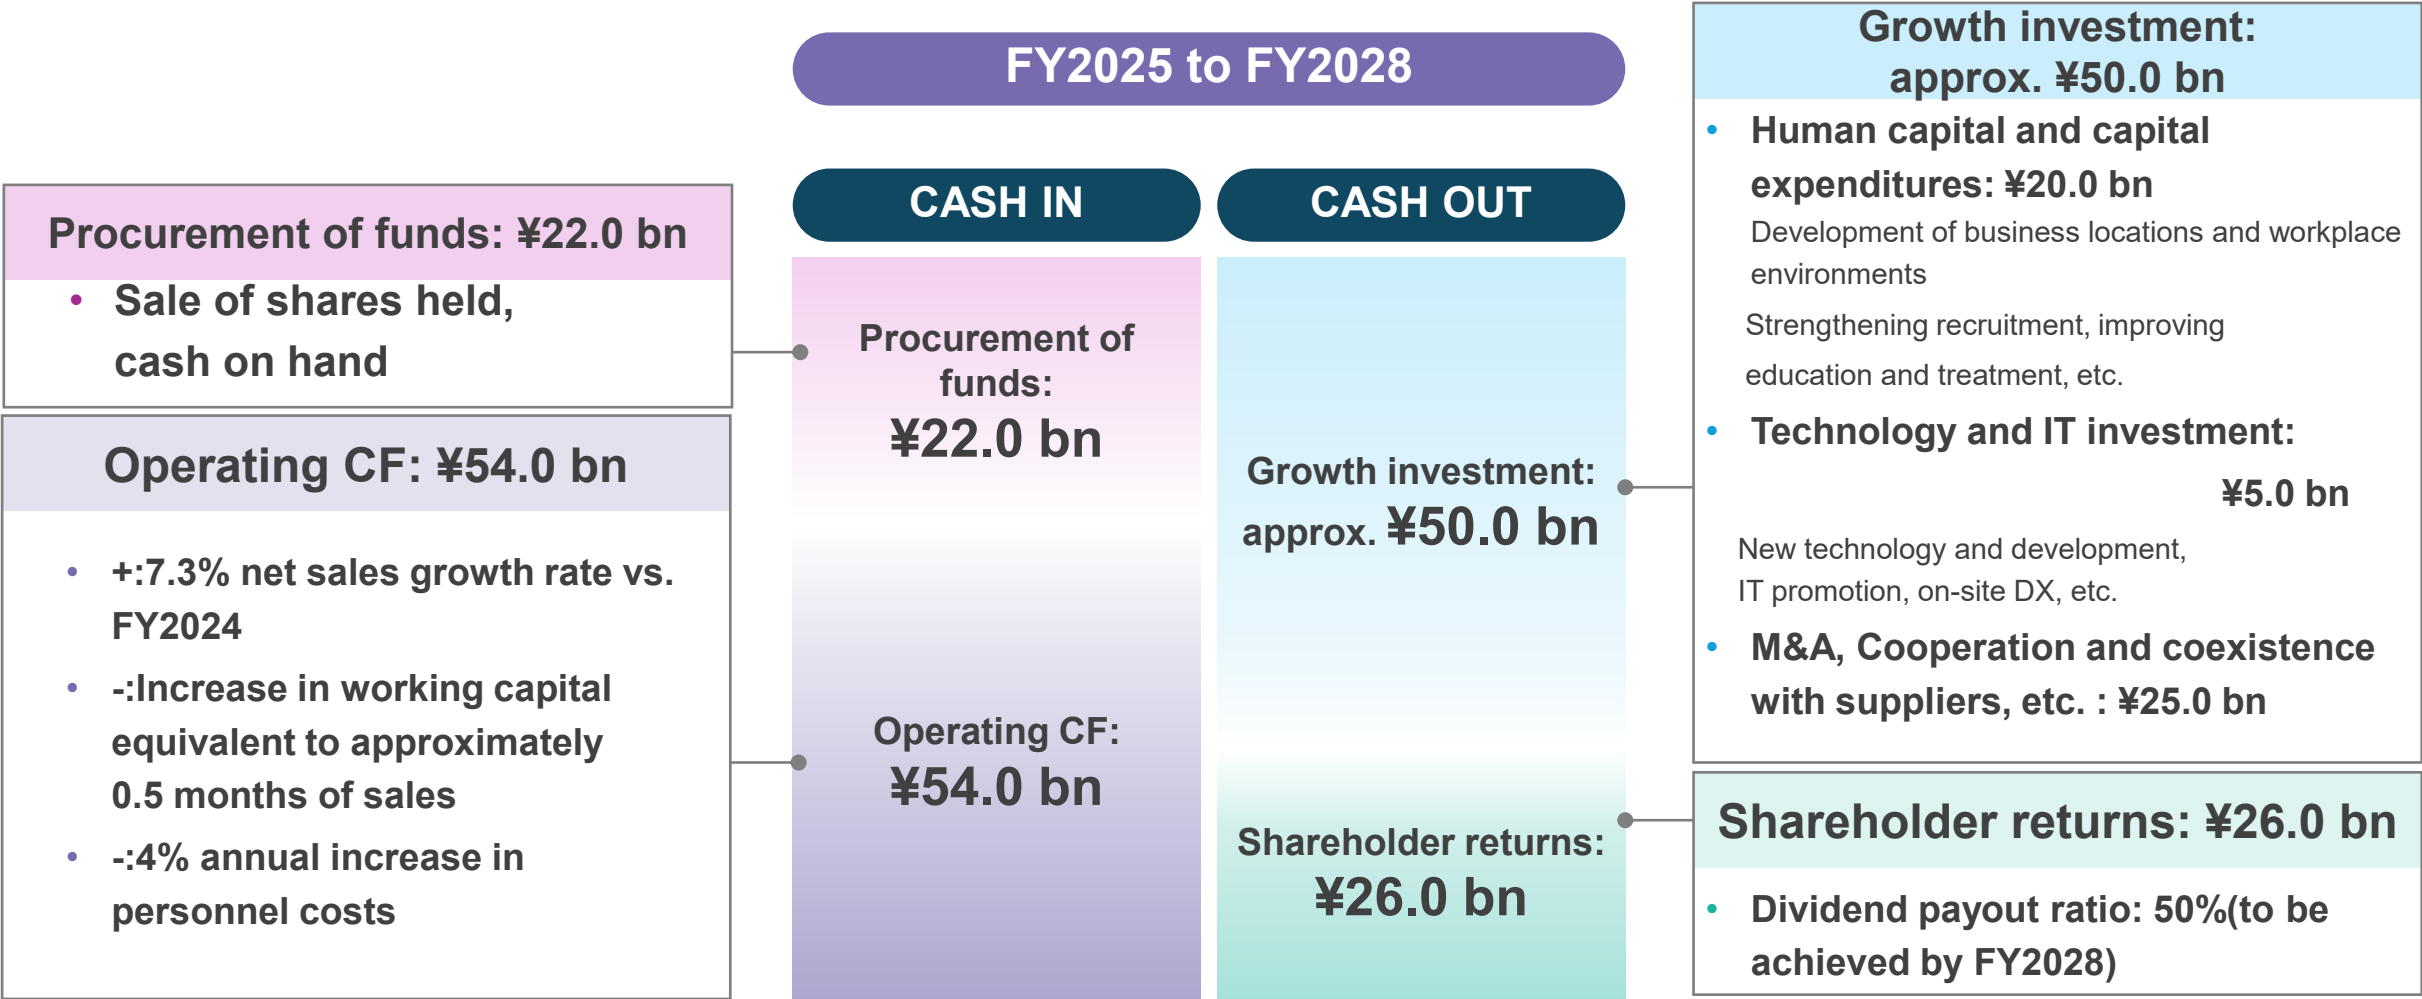 FY2025 to FY2028
CASH IN
CASH OUT
Procurement of funds: ¥22.0 bn
• Sale of shares held,
cash on hand
Operating CF: ¥54.0 bn
• +:7.3% net sales growth rate vs.
FY2024
• -:Increase in working capital
equivalent to approximately
0.5 months of sales
• -:4% annual increase in
personnel costs
Procurement of
funds:
¥22.0 bn
Operating CF:
¥54.0 bn
Growth investment:
approx. ¥50.0 bn
Shareholder returns:
¥26.0 bn
Growth investment:
approx. ¥50.0 bn
• Human capital and capital
expenditures: ¥20.0 bn
Development of business locations and workplace
environments
Strengthening recruitment, improving
education and treatment, etc.
• Technology and IT investment:
¥5.0 bn
New technology and development,
IT promotion, on-site DX, etc.
• M&A, Cooperation and coexistence
with suppliers, etc. : ¥25.0 bn
Shareholder returns: ¥26.0 bn
• Dividend payout ratio: 50%(to be
achieved by FY2028)